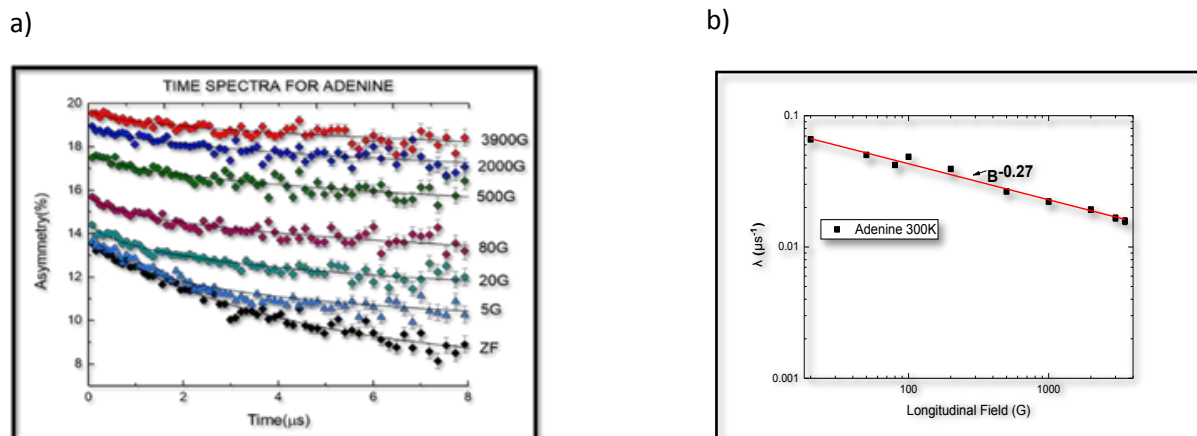 a)
b)
TIME SPECTRA FOR ADENINE
20
18
16
14
12
10
8
Asymmetry(%)
3900G
2000G
500G
80G
20G
5G
ZF
0
2
4
6
8
Time(μs)
0.1
0.01
0.001
λ (μs⁻¹)
B-0.27
Adenine 300K
100
1000
Longitudinal Field (G)